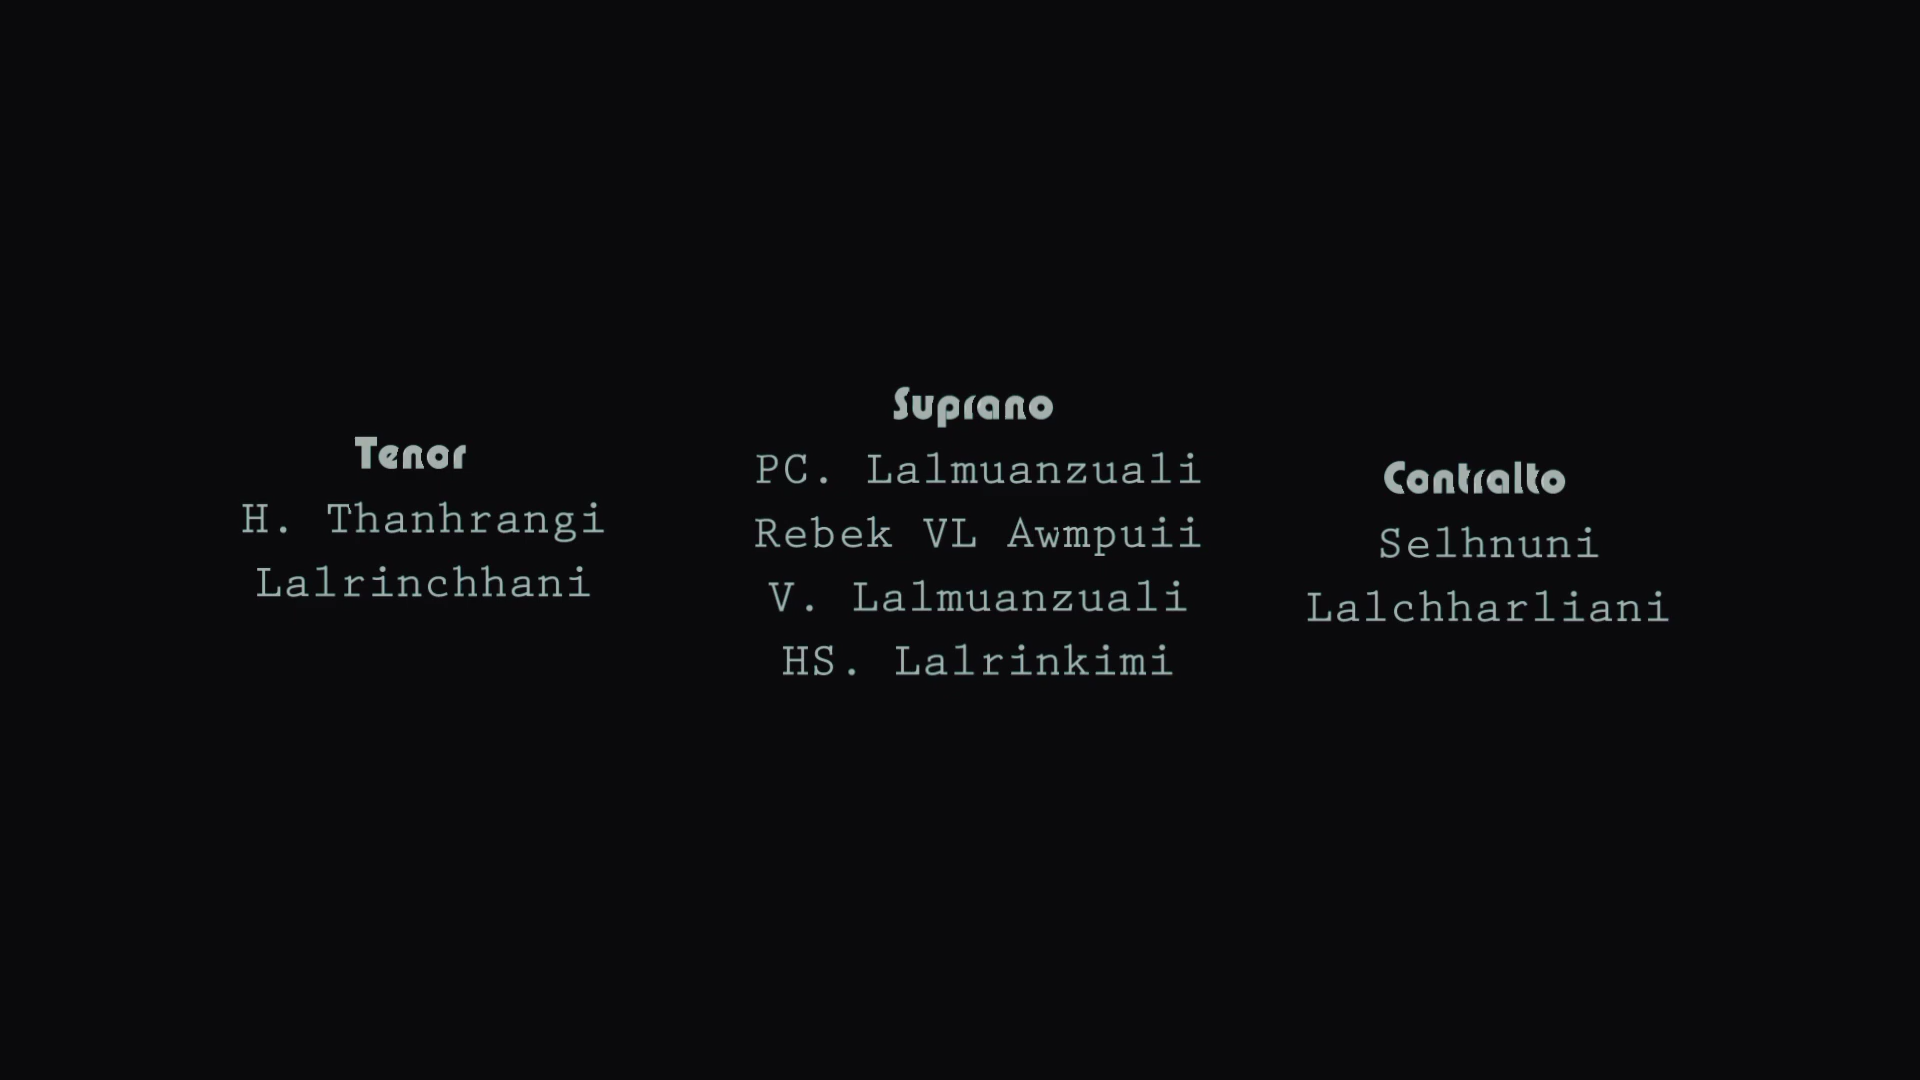 Tenor
H. Thanhrangi
Lalrinchhani
Suprano
PC. Lalmuanzuali
Rebek VL Awmpuii
V. Lalmuanzuali
HS. Lalrinkimi
Contralto
Selhnuni
Lalchharliani